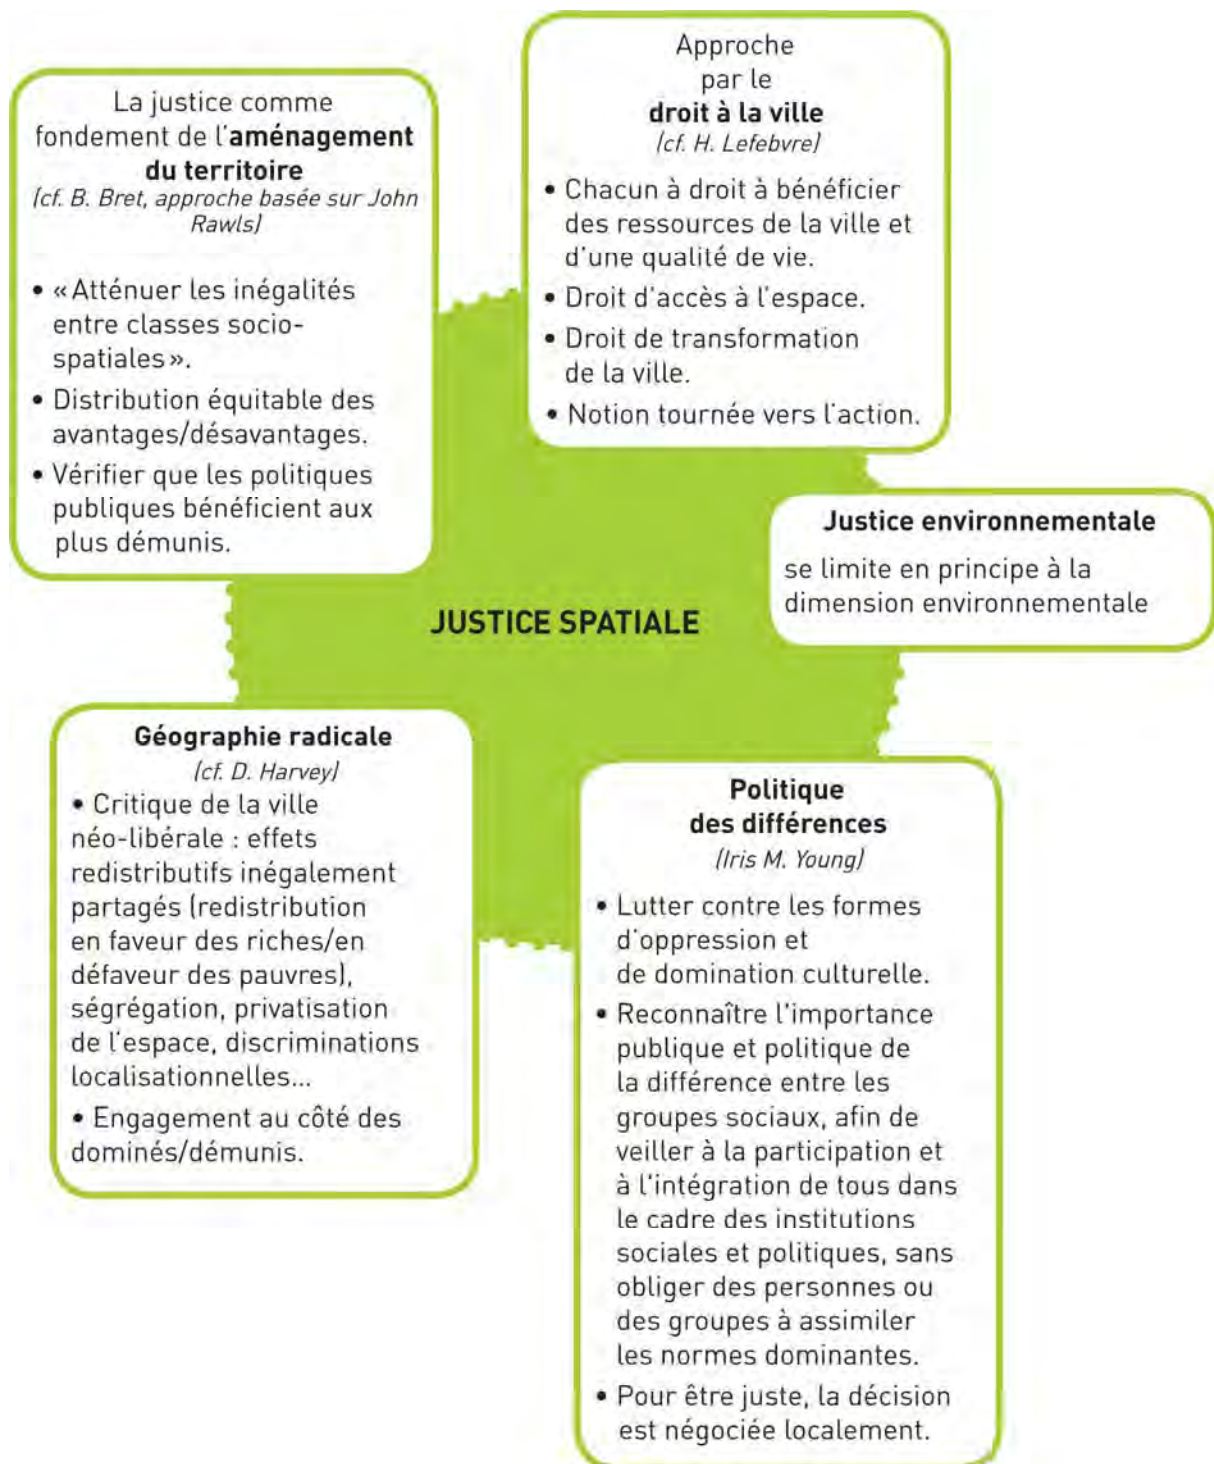 La justice comme
fondement de l'aménagement
du territoire
(cf. B. Bret, approche basée sur John
Rawls)
• « Atténuer les inégalités
entre classes socio-
spatiales ».
• Distribution équitable des
avantages/désavantages.
• Vérifier que les politiques
publiques bénéficient aux
plus démunis.
Approche
par le
droit à la ville
(cf. H. Lefebvre)
• Chacun à droit à bénéficier
des ressources de la ville et
d'une qualité de vie.
• Droit d'accès à l'espace.
• Droit de transformation
de la ville.
• Notion tournée vers l'action.
Justice environnementale
se limite en principe à la
dimension environnementale
JUSTICE SPATIALE
Géographie radicale
(cf. D. Harvey)
• Critique de la ville
néo-libérale : effets
redistributifs inégalement
partagés (redistribution
en faveur des riches/en
défaveur des pauvres),
ségrégation, privatisation
de l'espace, discriminations
localisationnelles...
• Engagement au côté des
dominés/démunis.
Politique
des différences
(Iris M. Young)
• Lutter contre les formes
d'oppression et
de domination culturelle.
• Reconnaître l'importance
publique et politique de
la différence entre les
groupes sociaux, afin de
veiller à la participation et
à l'intégration de tous dans
le cadre des institutions
sociales et politiques, sans
obliger des personnes ou
des groupes à assimiler
les normes dominantes.
• Pour être juste, la décision
est négociée localement.